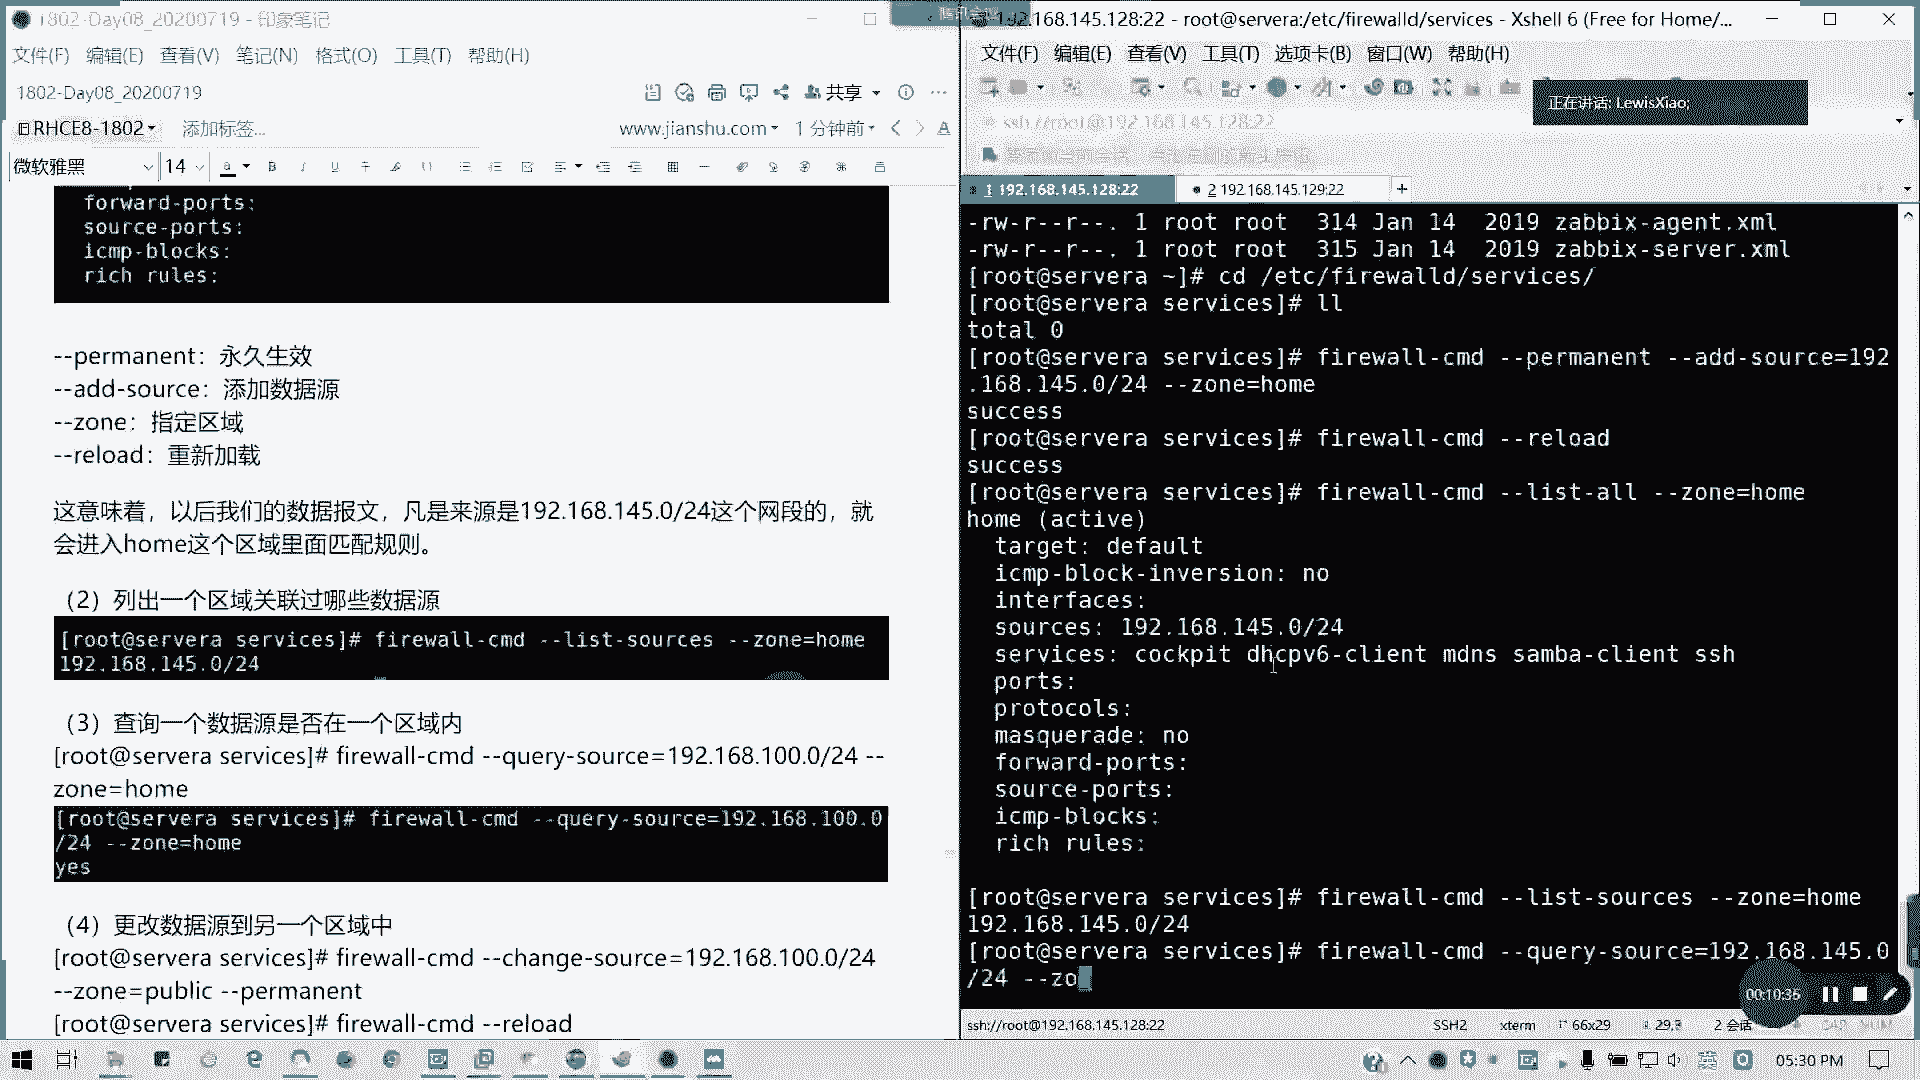 1802-Day08_20200719 - 印象笔记
文件(F) 编辑(E) 查看(V) 笔记(N) 格式(O) 工具(T) 帮助(H)
1802-Day08_20200719
共享
RHCE8-1802
添加标签...
www.jianshu.com
1 分钟前
微软雅黑
14
forward-ports:
source-ports:
icmp-blocks:
rich rules:
--permanent：永久生效
--add-source：添加数据源
--zone：指定区域
--reload：重新加载
这意味着，以后我们的数据报文，凡是来源是192.168.145.0/24这个网段的，就
会进入home这个区域里面匹配规则。
（2）列出一个区域关联过哪些数据源
[root@servera services]# firewall-cmd --list-sources --zone=home
192.168.145.0/24
（3）查询一个数据源是否在一个区域内
[root@servera services]# firewall-cmd --query-source=192.168.100.0/24 --
zone=home
[root@servera services]# firewall-cmd --query-source=192.168.100.0
/24 --zone=home
yes
（4）更改数据源到另一个区域中
[root@servera services]# firewall-cmd --change-source=192.168.100.0/24
--zone=public --permanent
[root@servera services]# firewall-cmd --reload
腾讯会议
192.168.145.128:22 - root@servera:/etc/firewalld/services - Xshell 6 (Free for Home/...
文件(F) 编辑(E) 查看(V) 工具(T) 选项卡(B) 窗口(W) 帮助(H)
正在讲话: LewisXiao;
ssh://root@192.168.145.128:22
1 192.168.145.128:22
2 192.168.145.129:22
-rw-r--r--. 1 root root  314 Jan 14  2019 zabbix-agent.xml
-rw-r--r--. 1 root root  315 Jan 14  2019 zabbix-server.xml
[root@servera ~]# cd /etc/firewalld/services/
[root@servera services]# ll
total 0
[root@servera services]# firewall-cmd --permanent --add-source=192
.168.145.0/24 --zone=home
success
[root@servera services]# firewall-cmd --reload
success
[root@servera services]# firewall-cmd --list-all --zone=home
home (active)
target: default
icmp-block-inversion: no
interfaces:
sources: 192.168.145.0/24
services: cockpit dhcpv6-client mdns samba-client ssh
ports:
protocols:
masquerade: no
forward-ports:
source-ports:
icmp-blocks:
rich rules:
[root@servera services]# firewall-cmd --list-sources --zone=home
192.168.145.0/24
[root@servera services]# firewall-cmd --query-source=192.168.145.0
/24 --zo
00:10:36
ssh://root@192.168.145.128:22
SSH2
xterm
66x29
29,9
2 会话
英
05:30 PM